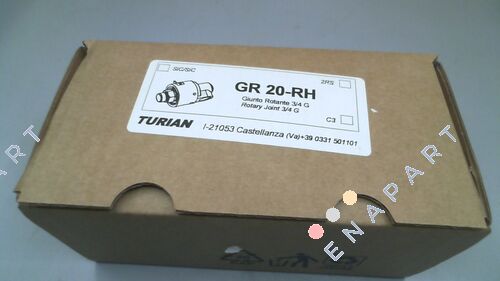 SIC/SIC
2RS
GR 20-RH
Giunto Rotante 3/4 G
Rotary Joint 3/4 G
C3
TURIAN I-21053 Castellanza (Va)+39 0331 501101
ENAPART